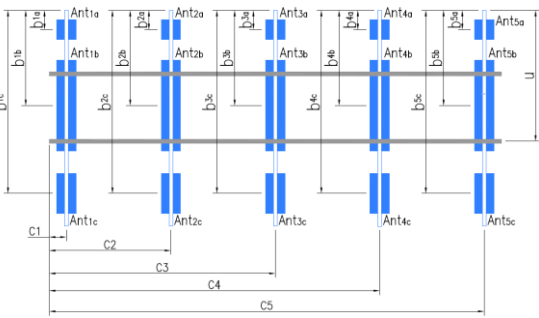 Ant1a
Ant2a
Ant3a
Ant4a
Ant5a
b1a
b2a
b3a
b4a
b5a
Ant1b
Ant2b
Ant3b
Ant4b
Ant5b
b1b
b2b
b3b
b4b
b5b
u
b1c
b2c
b3c
b4c
b5c
Ant1c
Ant2c
Ant3c
Ant4c
Ant5c
C1
C2
C3
C4
C5